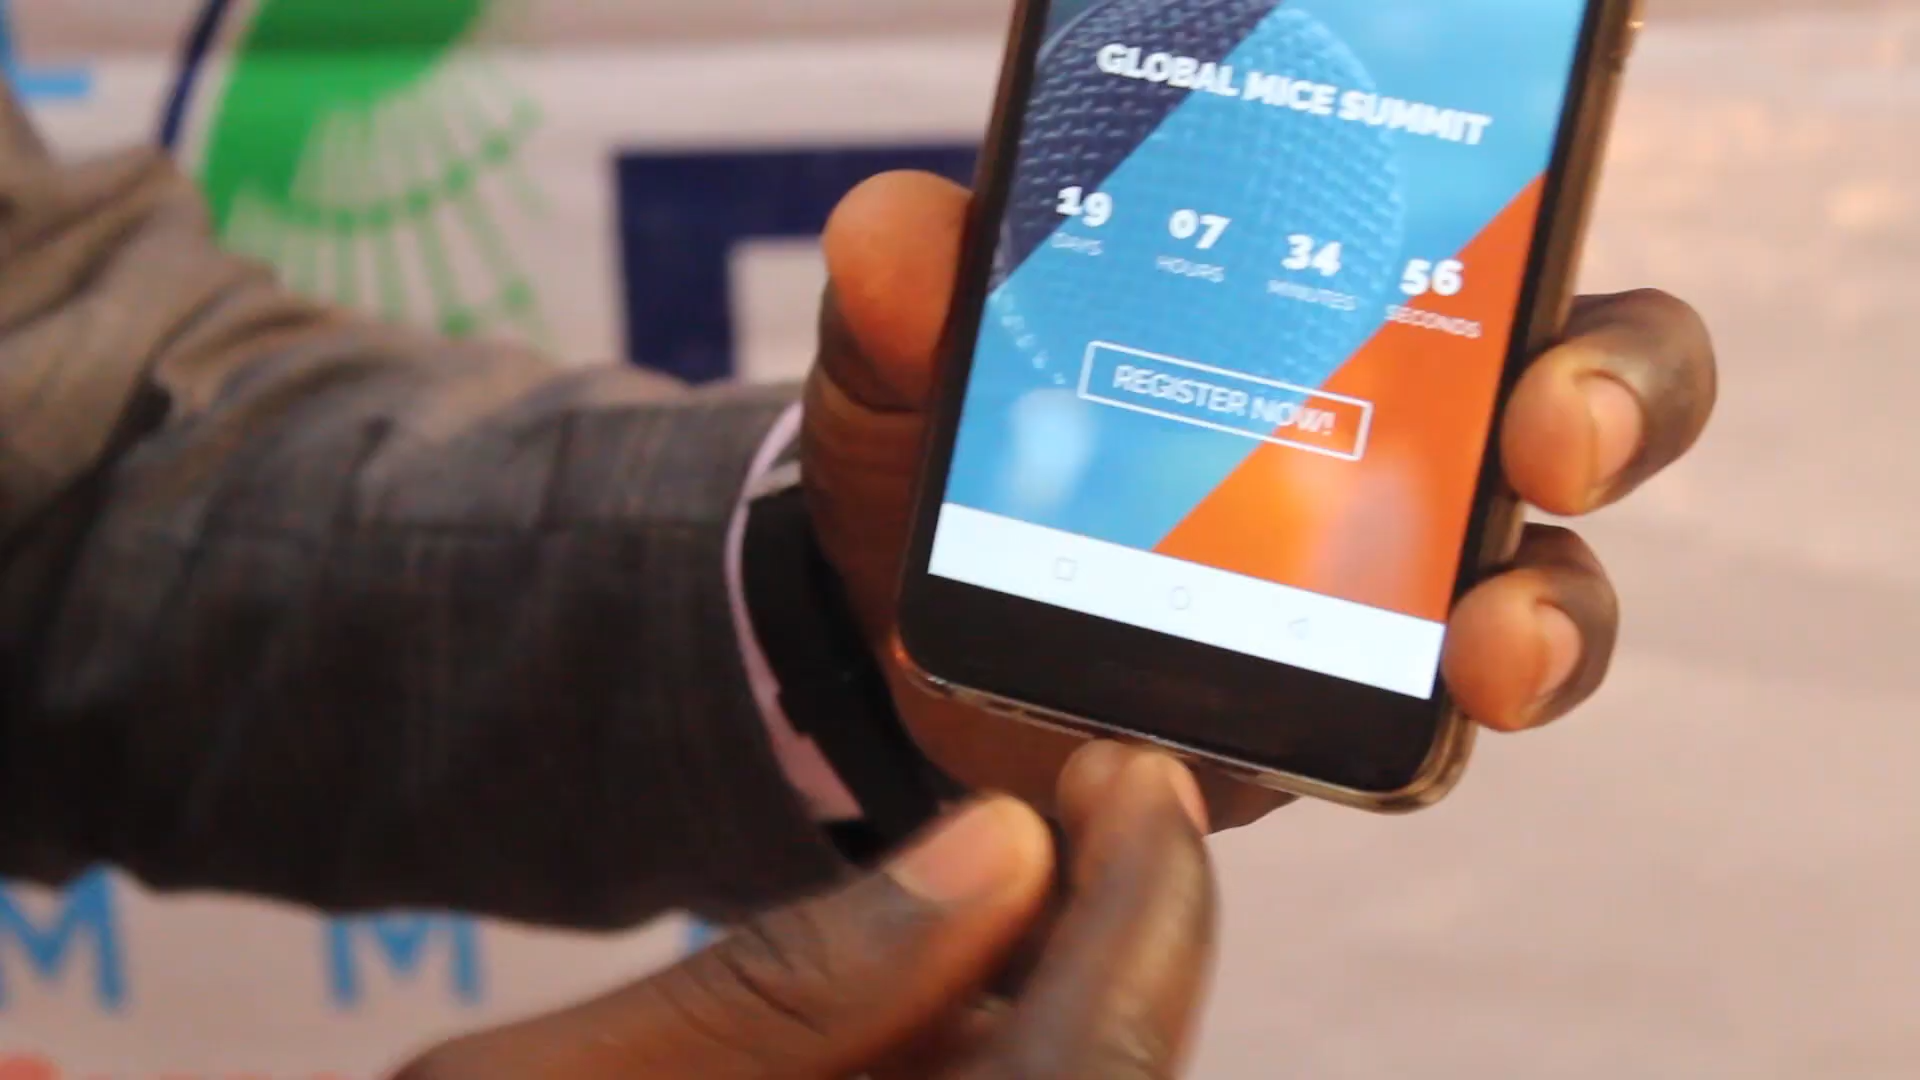 GLOBAL MICE SUMMIT
19 07 34 56
DAYS HOURS MINUTES SECONDS
REGISTER NOW!
M M